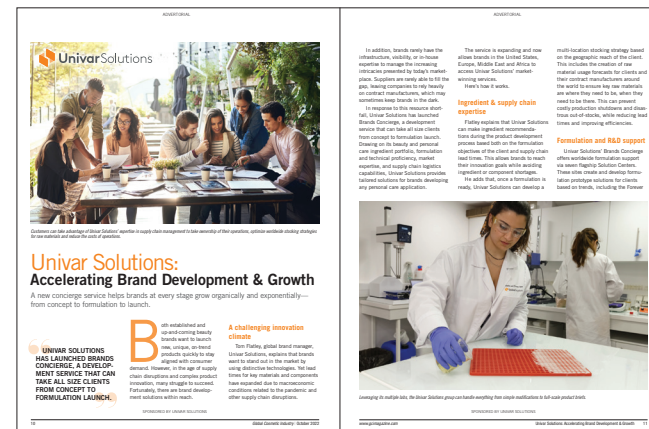 ADVERTORIAL
UnivarSolutions
Customers can take advantage of Univar Solutions' expertise in supply chain management to take ownership of their operations, optimize worldwide stocking strategies
for raw materials and reduce the costs of operations.
Univar Solutions:
Accelerating Brand Development & Growth
A new concierge service helps brands at every stage grow organically and exponentially—
from concept to formulation to launch.
UNIVAR SOLUTIONS
HAS LAUNCHED BRANDS
CONCIERGE, A DEVELOP-
MENT SERVICE THAT CAN
TAKE ALL SIZE CLIENTS
FROM CONCEPT TO
FORMULATION LAUNCH.
Both established and
up-and-coming beauty
brands want to launch
new, unique, on-trend
products quickly to stay
aligned with consumer
demand. However, in the age of supply
chain disruptions and complex product
innovation, many struggle to succeed.
Fortunately, there are brand develop-
ment solutions within reach.
A challenging innovation
climate
Tom Flatley, global brand manager,
Univar Solutions, explains that brands
want to stand out in the market by
using distinctive technologies. Yet lead
times for key materials and components
have expanded due to macroeconomic
conditions related to the pandemic and
other supply chain disruptions.
SPONSORED BY UNIVAR SOLUTIONS
10
Global Cosmetic Industry October 2022
ADVERTORIAL
In addition, brands rarely have the
infrastructure, visibility, or in-house
expertise to manage the increasing
intricacies presented by today's market-
place. Suppliers are rarely able to fill the
gap, leaving companies to rely heavily
on contract manufacturers, which may
sometimes keep brands in the dark.
In response to this resource short-
fall, Univar Solutions has launched
Brands Concierge, a development
service that can take all size clients
from concept to formulation launch.
Drawing on its beauty and personal
care ingredient portfolio, formulation
and technical proficiency, market
expertise, and supply chain logistics
capabilities, Univar Solutions provides
tailored solutions for brands developing
any personal care application.
The service is expanding and now
allows brands in the United States,
Europe, Middle East and Africa to
access Univar Solutions' market-
winning services.
Here's how it works.
Ingredient & supply chain
expertise
Flatley explains that Univar Solutions
can make ingredient recommenda-
tions during the product development
process based both on the formulation
objectives of the client and supply chain
lead times. This allows brands to reach
their innovation goals while avoiding
ingredient or component shortages.
He adds that, once a formulation is
ready, Univar Solutions can develop a
multi-location stocking strategy based
on the geographic reach of the client.
This includes the creation of raw
material usage forecasts for clients and
their contract manufacturers around
the world to ensure key raw materials
are where they need to be, when they
need to be there. This can prevent
costly production shutdowns and disas-
trous out-of-stocks, while reducing lead
times and improving efficiencies.
Formulation and R&D support
Univar Solutions' Brands Concierge
offers worldwide formulation support
via seven flagship Solution Centers.
These sites create and develop formu-
lation prototype solutions for clients
based on trends, including the Forever
Leveraging its multiple labs, the Univar Solutions group can handle everything from simple modifications to full-scale product briefs.
SPONSORED BY UNIVAR SOLUTIONS
www.gcimagazine.com
Univar Solutions: Accelerating Brand Development & Growth 11